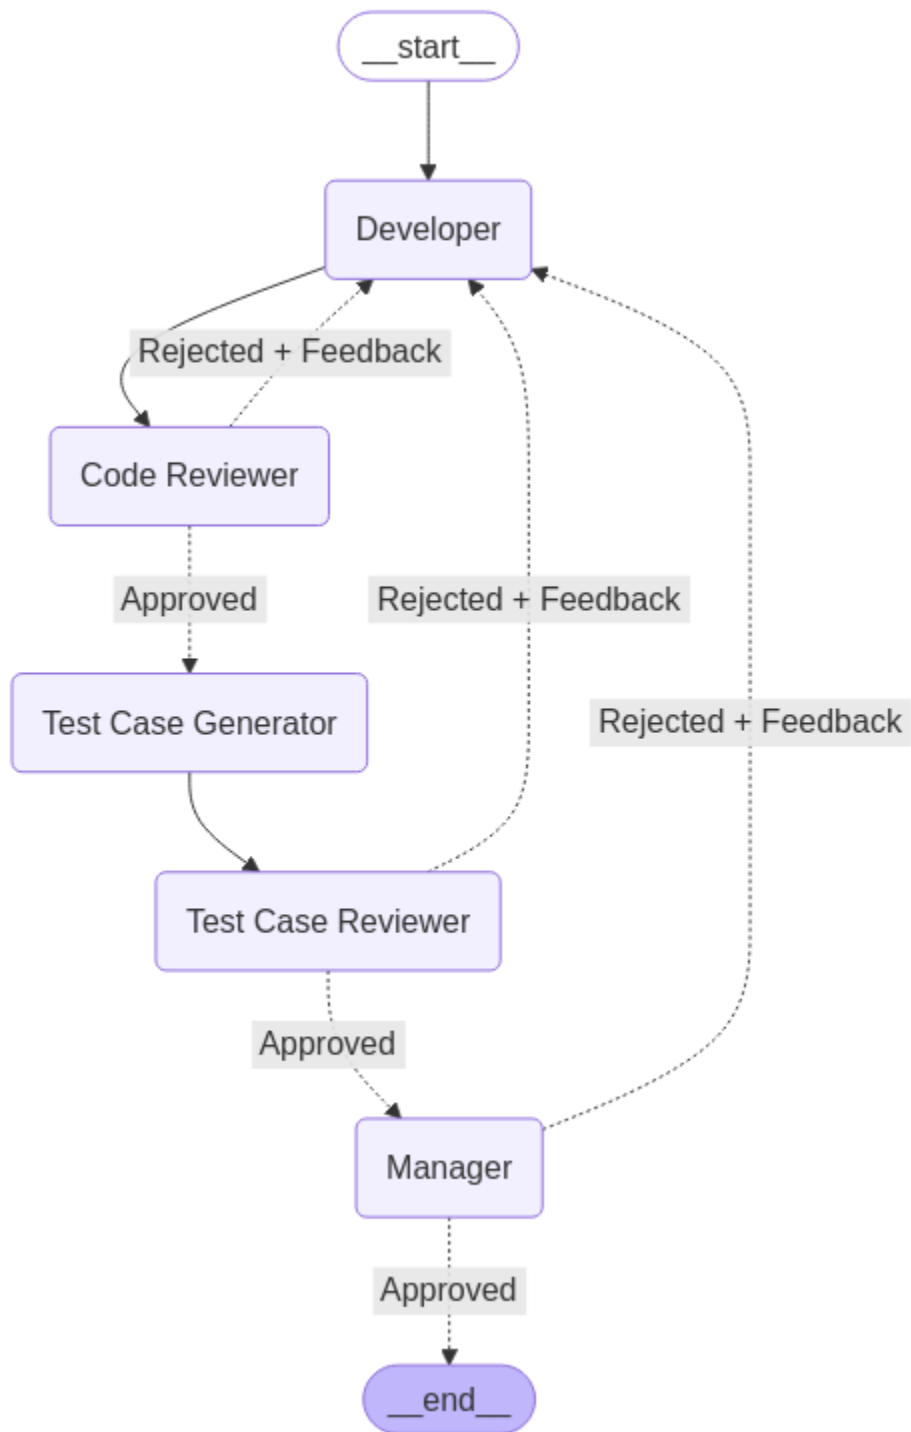 __start__
Developer
Rejected + Feedback
Code Reviewer
Approved
Rejected + Feedback
Test Case Generator
Rejected + Feedback
Test Case Reviewer
Approved
Manager
Approved
__end__